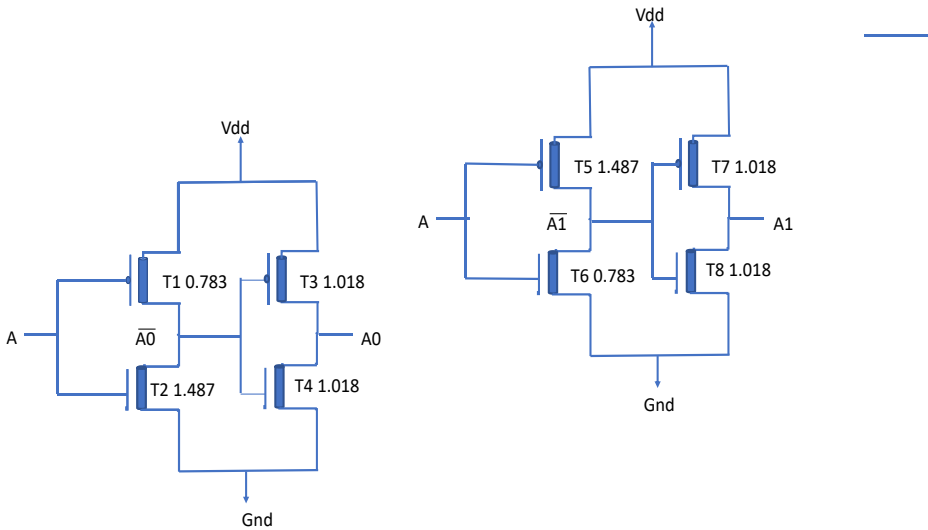 Vdd
T1 0.783
T3 1.018
A
A0
A0
T2 1.487
T4 1.018
Gnd
Vdd
T5 1.487
T7 1.018
A
A1
A1
T6 0.783
T8 1.018
Gnd